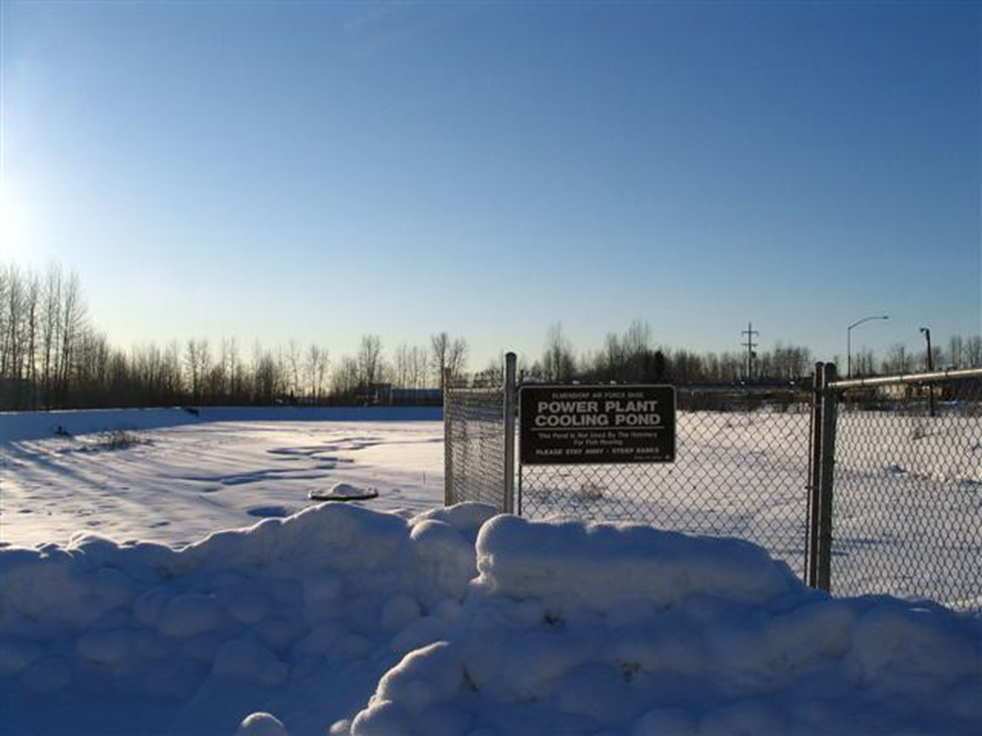 ELMENDORF AIR FORCE BASE
POWER PLANT
COOLING POND
This Pond Is Not Used By The Hatchery
For Fish Rearing
PLEASE STAY AWAY - STEEP BANKS